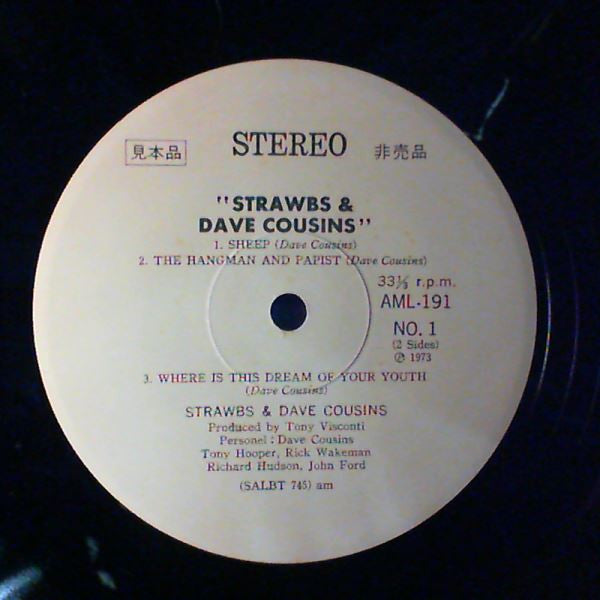 見本品 STEREO 非売品
"STRAWBS &
DAVE COUSINS"
1. SHEEP (Dave Cousins)
2. THE HANGMAN AND PAPIST (Dave Cousins)
33⅓ r.p.m.
AML-191
NO. 1
(2 Sides)
℗ 1973
3. WHERE IS THIS DREAM OF YOUR YOUTH
(Dave Cousins)
STRAWBS & DAVE COUSINS
Produced by Tony Visconti
Personel : Dave Cousins
Tony Hooper, Rick Wakeman
Richard Hudson, John Ford
(SALBT 745) am